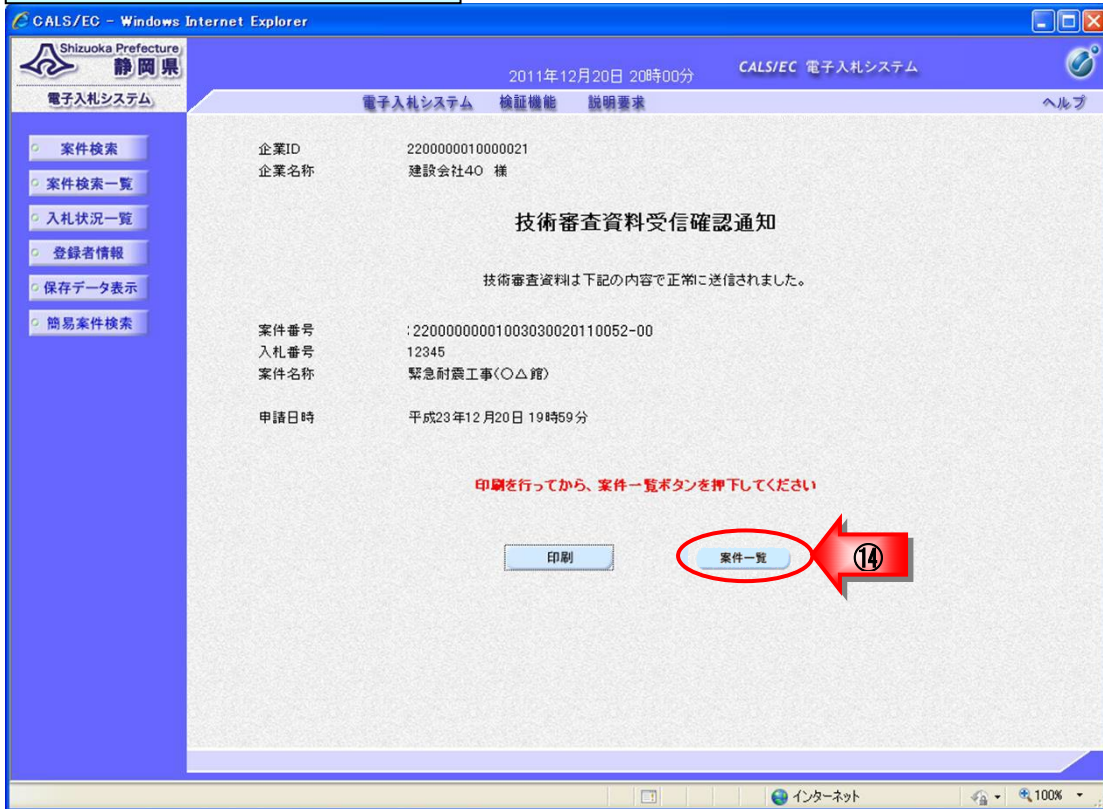 CALS/EC - Windows Internet Explorer
Shizuoka Prefecture
静岡県
2011年12月20日 20時00分
CALS/EC 電子入札システム
電子入札システム
電子入札システム 検証機能 説明要求
ヘルプ
案件検索
案件検索一覧
入札状況一覧
登録者情報
保存データ表示
簡易案件検索
企業ID 2200000010000021
企業名称 建設会社40 様
技術審査資料受信確認通知
技術審査資料は下記の内容で正常に送信されました。
案件番号 :22000000001003030020110052-00
入札番号 12345
案件名称 緊急耐震工事(〇△館)
申請日時 平成23年12月20日 19時59分
印刷を行ってから、案件一覧ボタンを押下してください
印刷
案件一覧
⑭
インターネット
100%